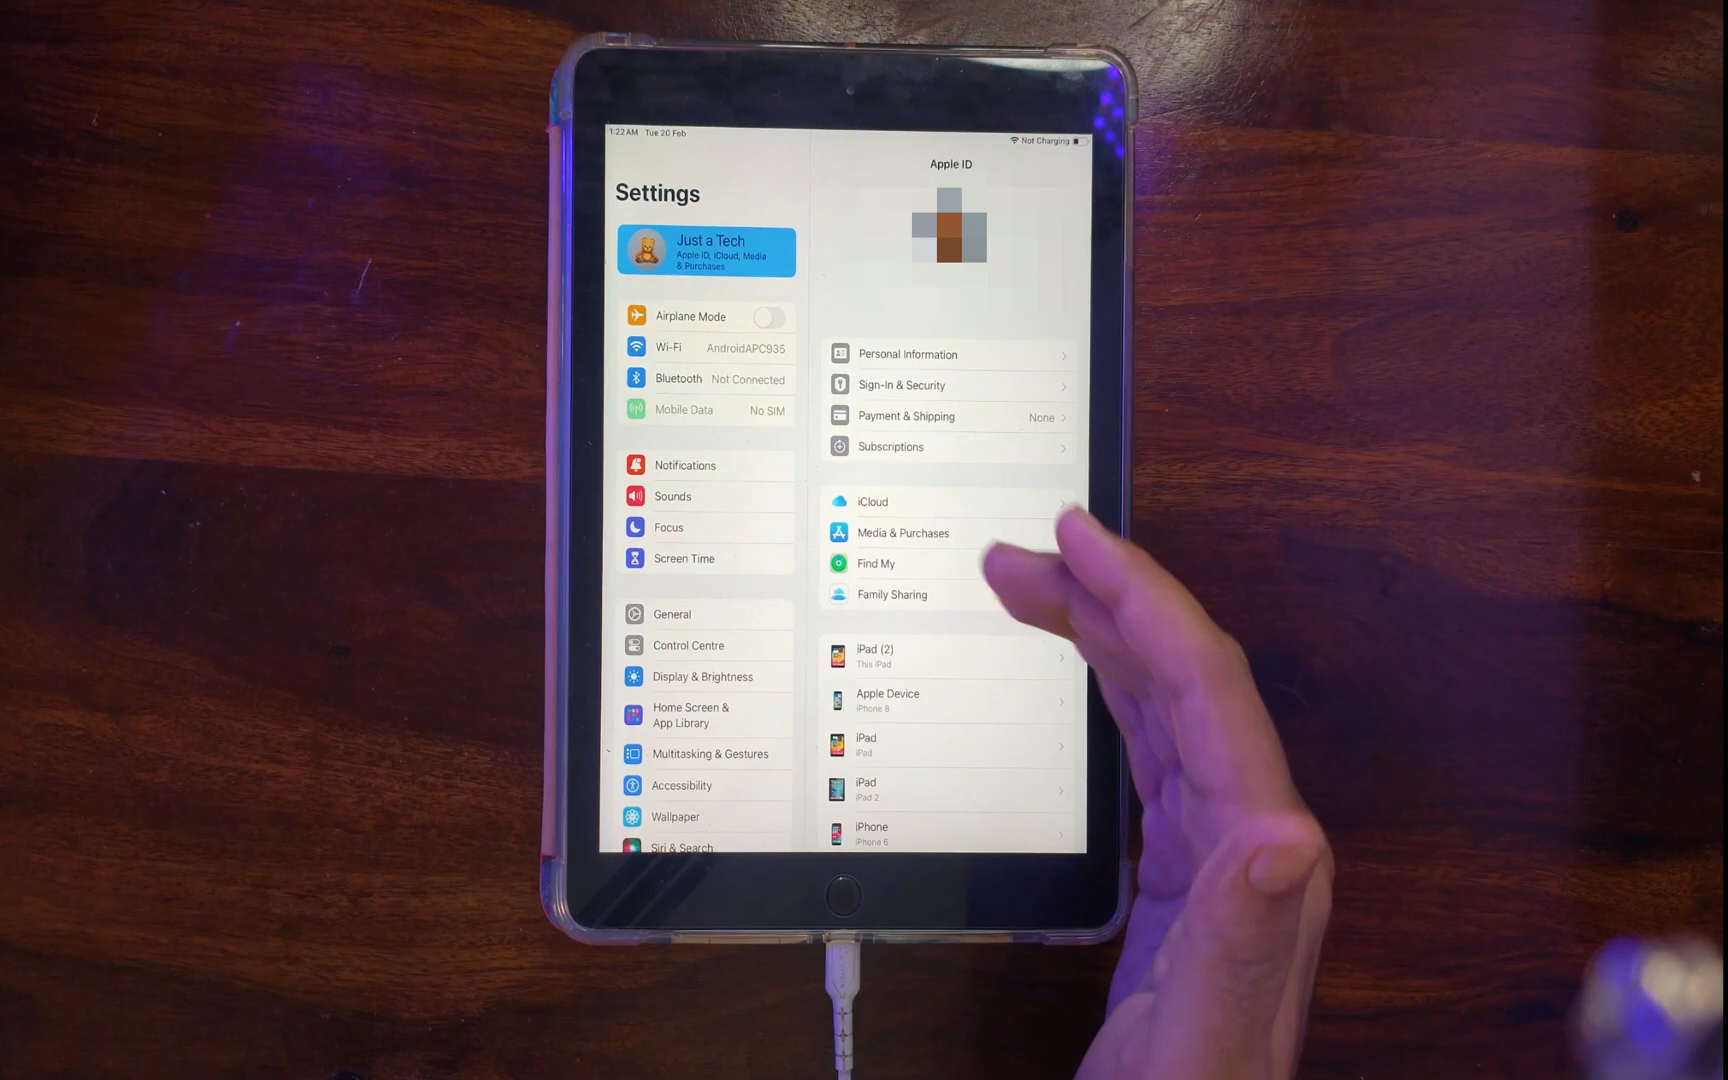 1:22 AM Tue 20 Feb
Not Charging
Settings
Just a Tech
Apple ID, iCloud, Media
& Purchases
Airplane Mode
Wi-Fi AndroidAPC935
Bluetooth Not Connected
Mobile Data No SIM
Notifications
Sounds
Focus
Screen Time
General
Control Centre
Display & Brightness
Home Screen &
App Library
Multitasking & Gestures
Accessibility
Wallpaper
Siri & Search
Apple ID
Personal Information
Sign-In & Security
Payment & Shipping None
Subscriptions
iCloud
Media & Purchases
Find My
Family Sharing
iPad (2)
This iPad
Apple Device
iPhone 8
iPad
iPad
iPad
iPad 2
iPhone
iPhone 6